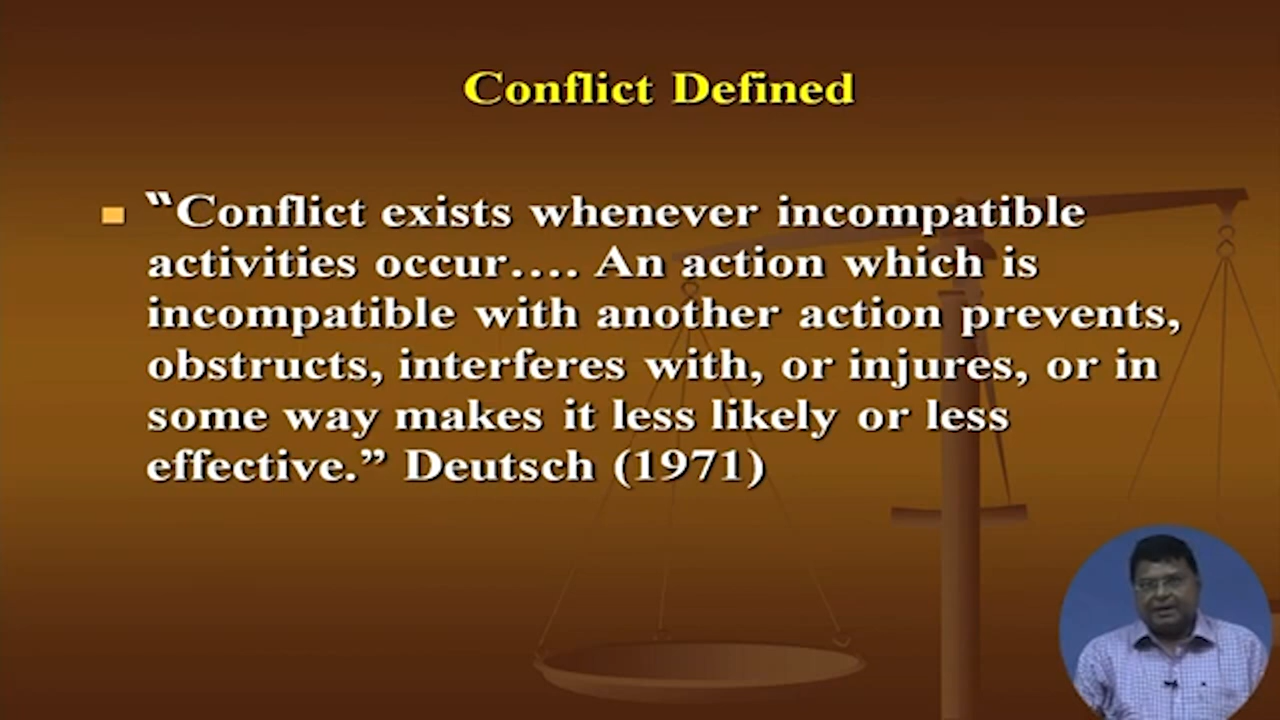 Conflict Defined
“Conflict exists whenever incompatible
activities occur.... An action which is
incompatible with another action prevents,
obstructs, interferes with, or injures, or in
some way makes it less likely or less
effective.” Deutsch (1971)